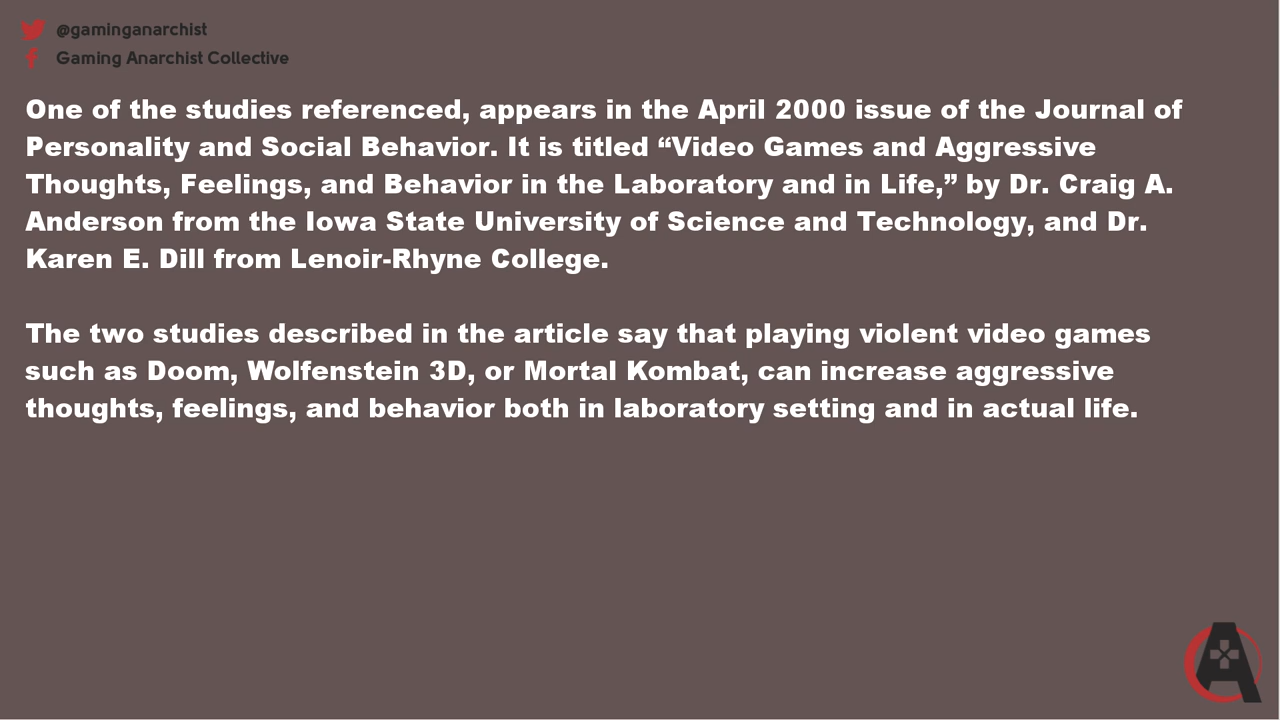 @gaminganarchist
Gaming Anarchist Collective
One of the studies referenced, appears in the April 2000 issue of the Journal of
Personality and Social Behavior. It is titled “Video Games and Aggressive
Thoughts, Feelings, and Behavior in the Laboratory and in Life,” by Dr. Craig A.
Anderson from the Iowa State University of Science and Technology, and Dr.
Karen E. Dill from Lenoir-Rhyne College.
The two studies described in the article say that playing violent video games
such as Doom, Wolfenstein 3D, or Mortal Kombat, can increase aggressive
thoughts, feelings, and behavior both in laboratory setting and in actual life.